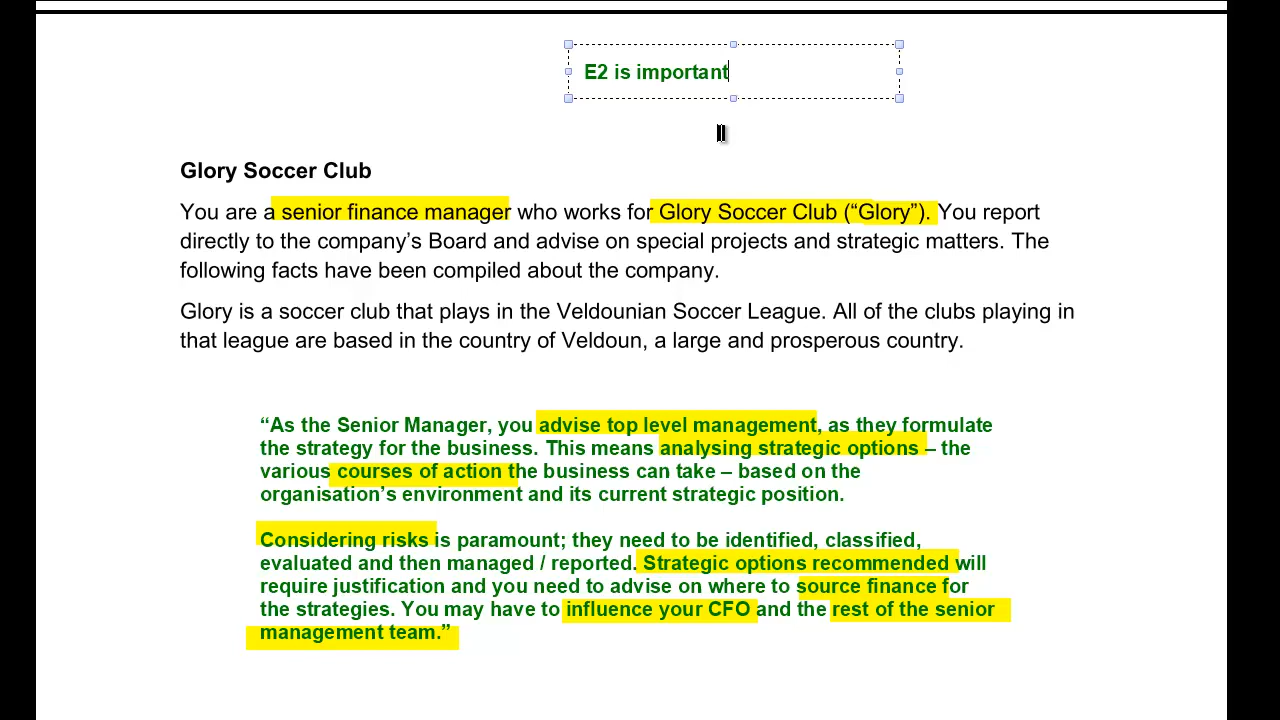 E2 is important
Glory Soccer Club
You are a senior finance manager who works for Glory Soccer Club (“Glory”). You report
directly to the company’s Board and advise on special projects and strategic matters. The
following facts have been compiled about the company.
Glory is a soccer club that plays in the Veldounian Soccer League. All of the clubs playing in
that league are based in the country of Veldoun, a large and prosperous country.
“As the Senior Manager, you advise top level management, as they formulate
the strategy for the business. This means analysing strategic options – the
various courses of action the business can take – based on the
organisation’s environment and its current strategic position.
Considering risks is paramount; they need to be identified, classified,
evaluated and then managed / reported. Strategic options recommended will
require justification and you need to advise on where to source finance for
the strategies. You may have to influence your CFO and the rest of the senior
management team.”